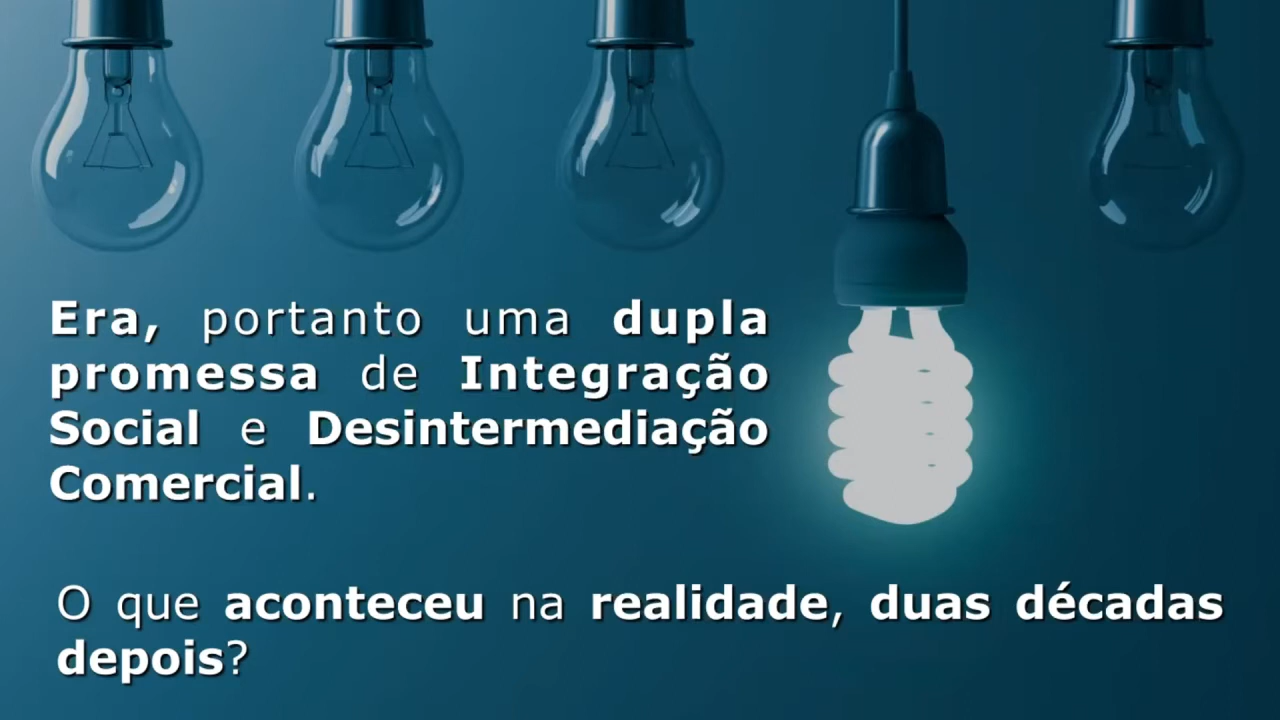 Era, portanto uma dupla
promessa de Integração
Social e Desintermediação
Comercial.
O que aconteceu na realidade, duas décadas
depois?